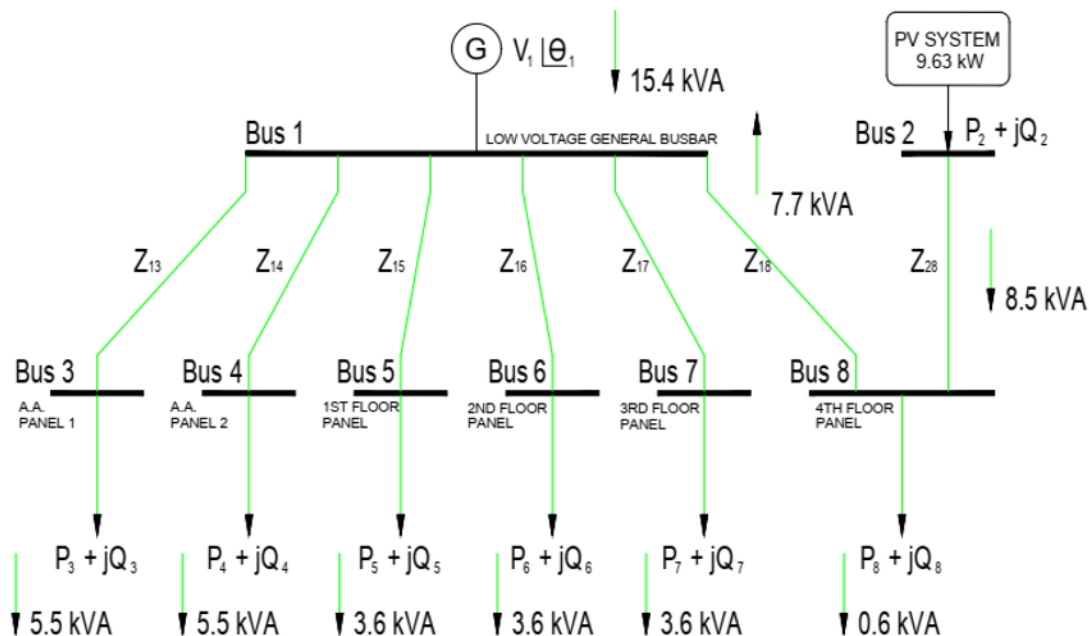 G
V₁ |θ₁
15.4 kVA
PV SYSTEM
9.63 kW
Bus 1
LOW VOLTAGE GENERAL BUSBAR
Bus 2
P₂ + jQ₂
7.7 kVA
Z₁₃
Z₁₄
Z₁₅
Z₁₆
Z₁₇
Z₁₈
Z₂₈
8.5 kVA
Bus 3
A.A.
PANEL 1
Bus 4
A.A.
PANEL 2
Bus 5
1ST FLOOR
PANEL
Bus 6
2ND FLOOR
PANEL
Bus 7
3RD FLOOR
PANEL
Bus 8
4TH FLOOR
PANEL
P₃ + jQ₃
P₄ + jQ₄
P₅ + jQ₅
P₆ + jQ₆
P₇ + jQ₇
P₈ + jQ₈
5.5 kVA
5.5 kVA
3.6 kVA
3.6 kVA
3.6 kVA
0.6 kVA